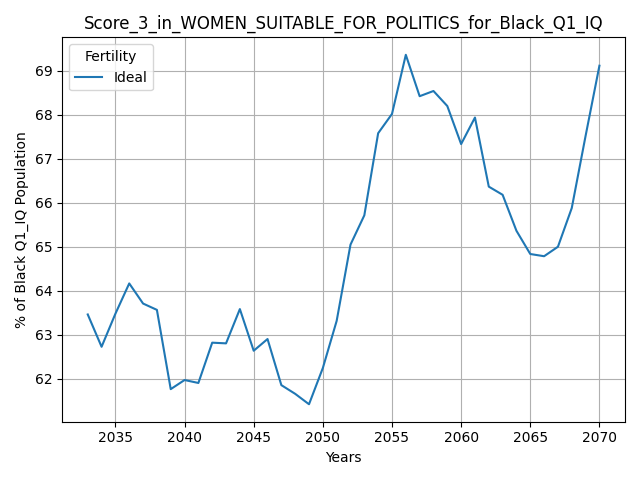 Score_3_in_WOMEN_SUITABLE_FOR_POLITICS_for_Black_Q1_IQ
Fertility
Ideal
% of Black Q1_IQ Population
69
68
67
66
65
64
63
62
2035 2040 2045 2050 2055 2060 2065 2070
Years